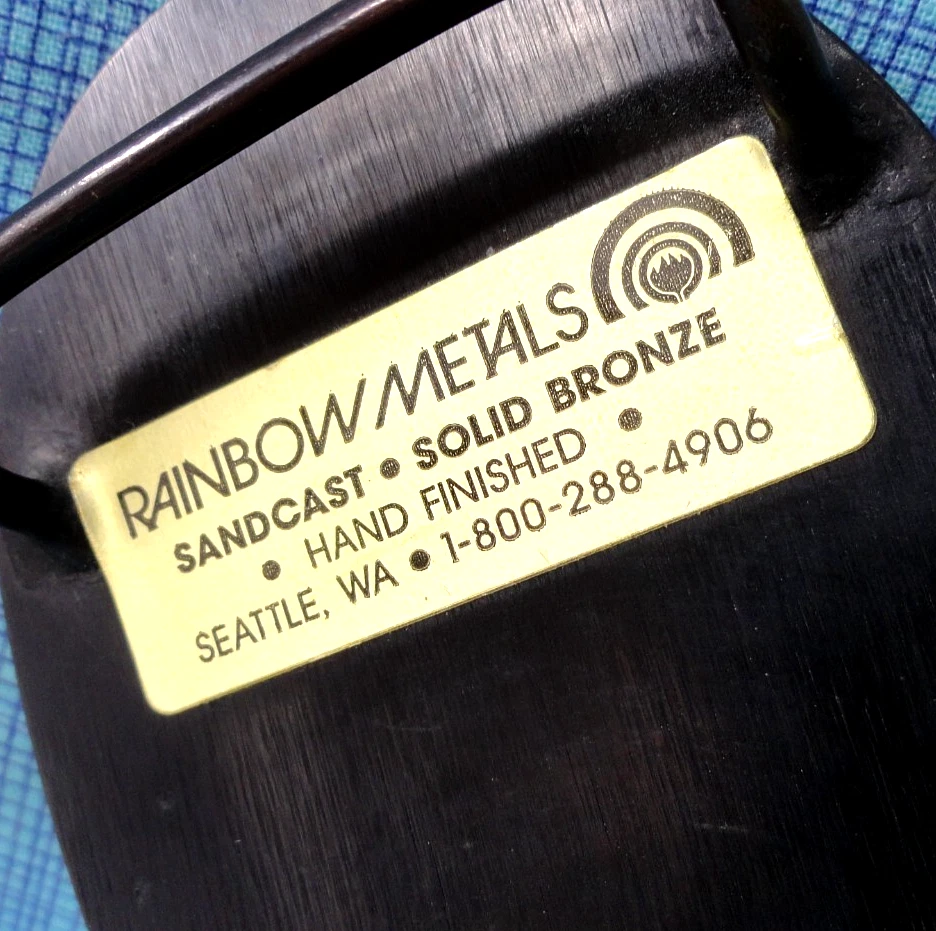 RAINBOW METALS
SANDCAST • SOLID BRONZE
• HAND FINISHED •
SEATTLE, WA • 1-800-288-4906